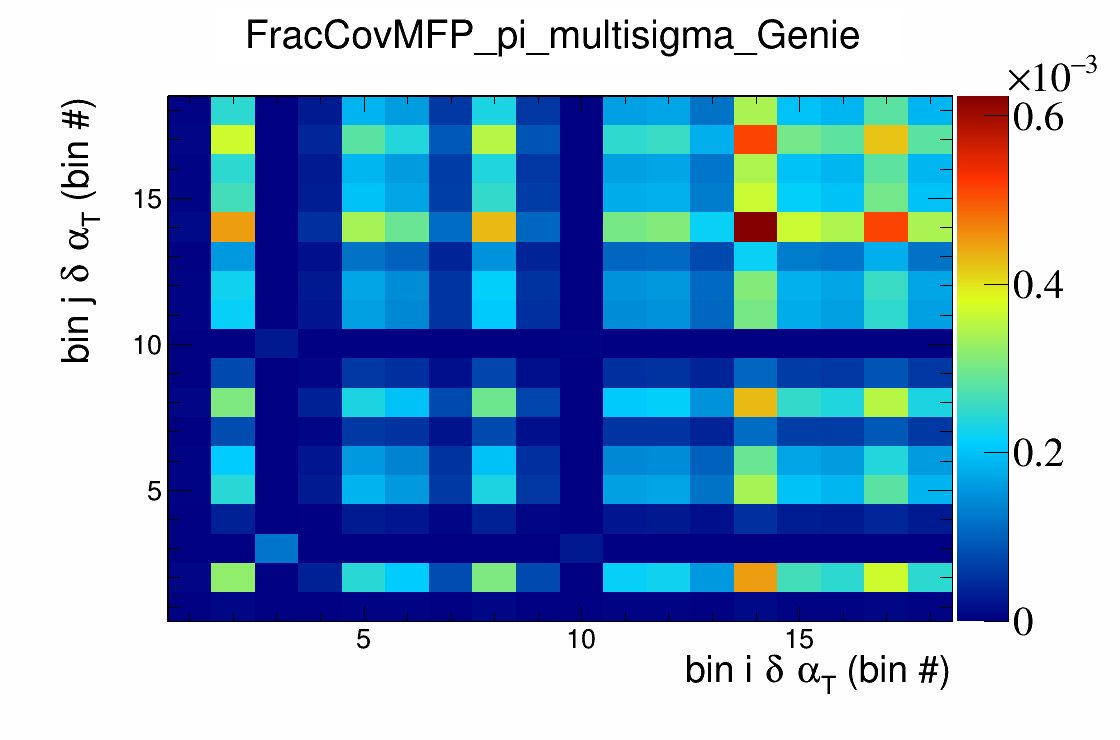 FracCovMFP_pi_multisigma_Genie
×10⁻³
0.6
0.4
0.2
0
bin j δ α_T (bin #)
15
10
5
5 10 15
bin i δ α_T (bin #)